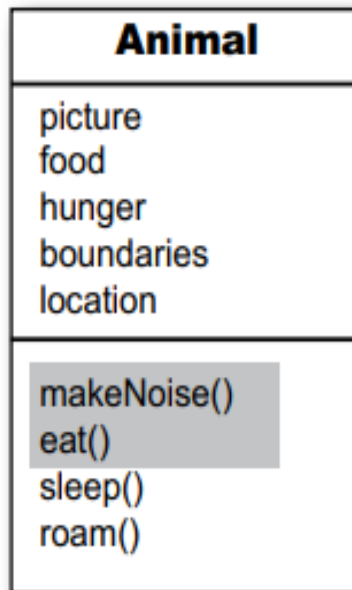 Animal
picture
food
hunger
boundaries
location
makeNoise()
eat()
sleep()
roam()